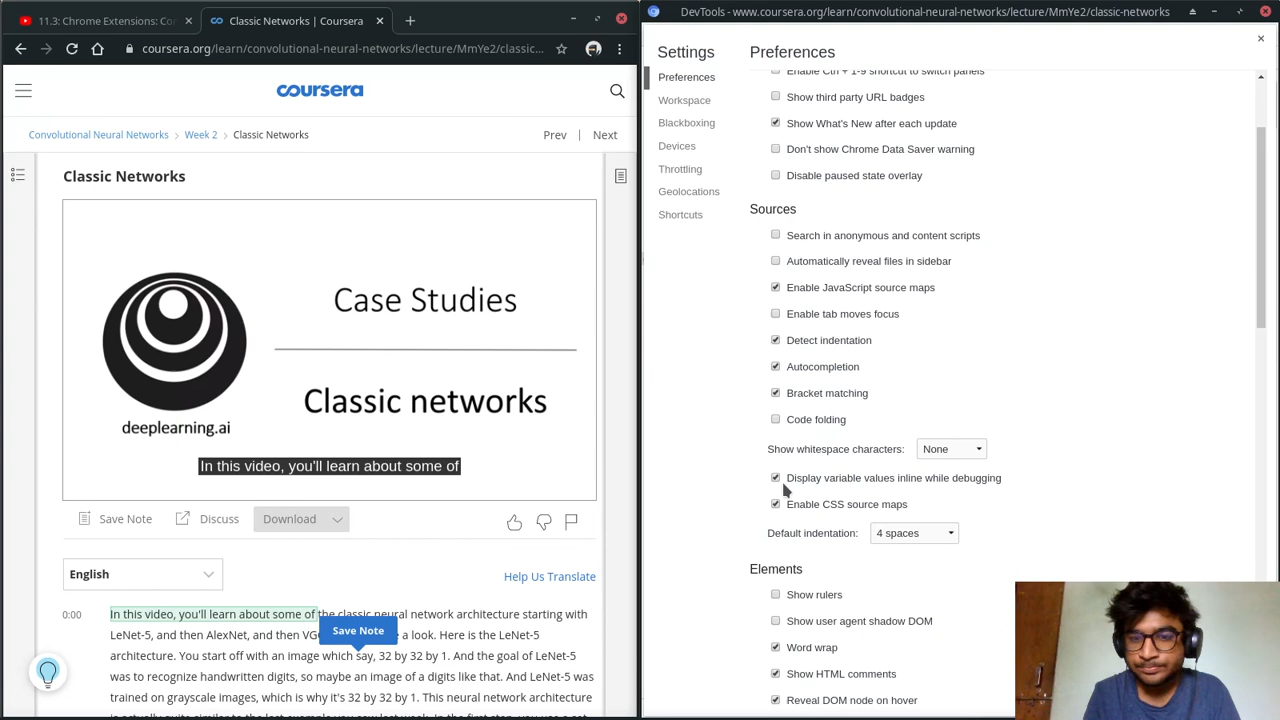 11.3: Chrome Extensions: Con
Classic Networks | Coursera
coursera.org/learn/convolutional-neural-networks/lecture/MmYe2/classic...
coursera
Convolutional Neural Networks
Week 2
Classic Networks
Prev
Next
Classic Networks
Case Studies
Classic networks
deeplearning.ai
In this video, you'll learn about some of
Save Note
Discuss
Download
English
Help Us Translate
0:00
In this video, you'll learn about some of the classic neural network architecture starting with
LeNet-5, and then AlexNet, and then VG a look. Here is the LeNet-5
Save Note
architecture. You start off with an image which say, 32 by 32 by 1. And the goal of LeNet-5
was to recognize handwritten digits, so maybe an image of a digits like that. And LeNet-5 was
trained on grayscale images, which is why it's 32 by 32 by 1. This neural network architecture
DevTools - www.coursera.org/learn/convolutional-neural-networks/lecture/MmYe2/classic-networks
Settings
Preferences
Workspace
Blackboxing
Devices
Throttling
Geolocations
Shortcuts
Preferences
Enable Ctrl + 1-9 shortcut to switch panels
Show third party URL badges
Show What's New after each update
Don't show Chrome Data Saver warning
Disable paused state overlay
Sources
Search in anonymous and content scripts
Automatically reveal files in sidebar
Enable JavaScript source maps
Enable tab moves focus
Detect indentation
Autocompletion
Bracket matching
Code folding
Show whitespace characters: None
Display variable values inline while debugging
Enable CSS source maps
Default indentation: 4 spaces
Elements
Show rulers
Show user agent shadow DOM
Word wrap
Show HTML comments
Reveal DOM node on hover